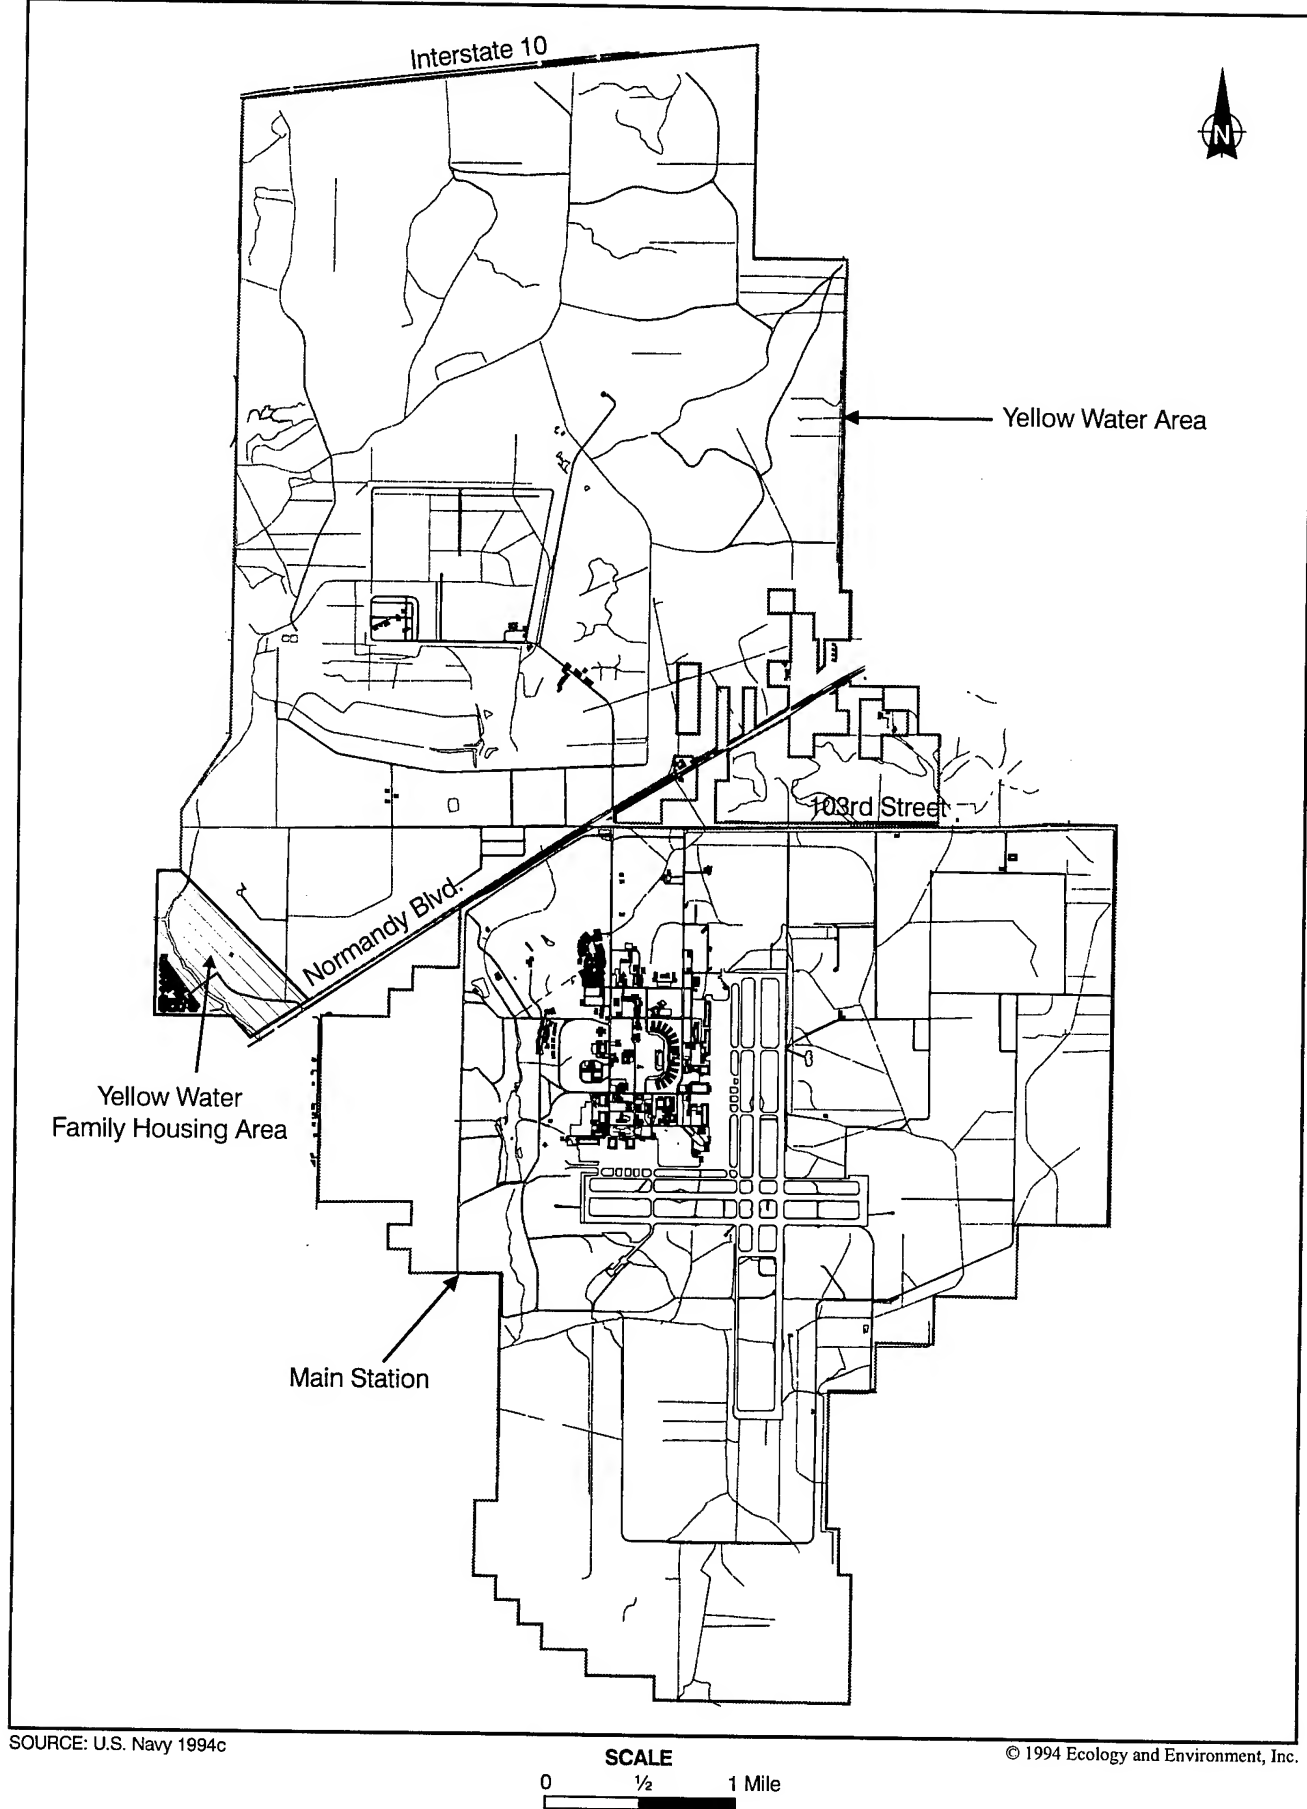 Interstate 10
N
Yellow Water Area
103rd Street
Normandy Blvd.
Yellow Water
Family Housing Area
Main Station
SOURCE: U.S. Navy 1994c
© 1994 Ecology and Environment, Inc.
SCALE
0 ½ 1 Mile